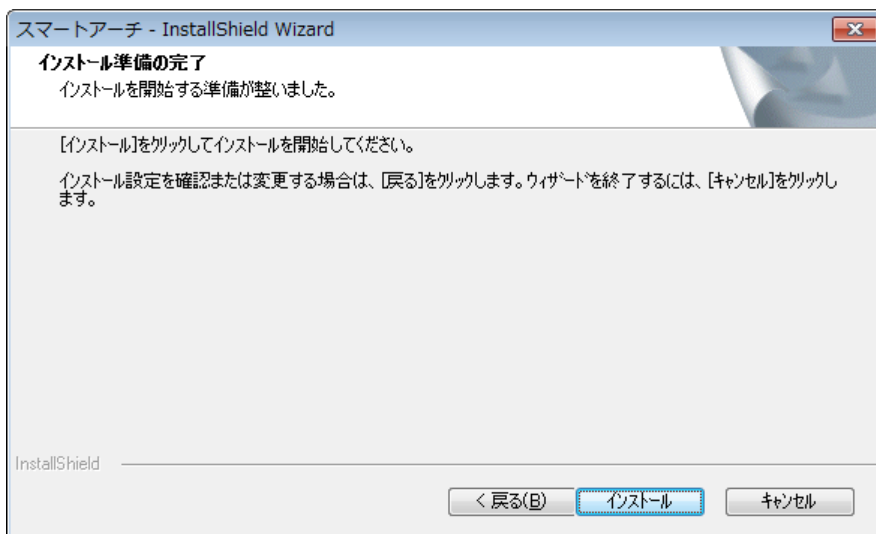 スマートアーチ - InstallShield Wizard
インストール準備の完了
インストールを開始する準備が整いました。
[インストール]をクリックしてインストールを開始してください。
インストール設定を確認または変更する場合は、[戻る]をクリックします。ウィザードを終了するには、[キャンセル]をクリックし
ます。
InstallShield
< 戻る(B) インストール キャンセル